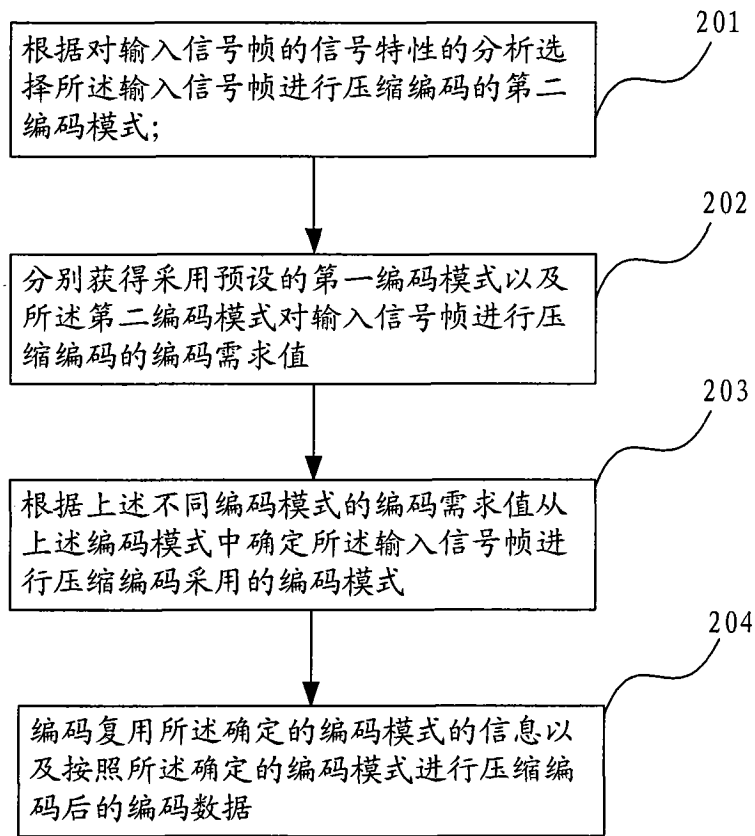 201
根据对输入信号帧的信号特性的分析选
择所述输入信号帧进行压缩编码的第二
编码模式;
202
分别获得采用预设的第一编码模式以及
所述第二编码模式对输入信号帧进行压
缩编码的编码需求值
203
根据上述不同编码模式的编码需求值从
上述编码模式中确定所述输入信号帧进
行压缩编码采用的编码模式
204
编码复用所述确定的编码模式的信息以
及按照所述确定的编码模式进行压缩编
码后的编码数据